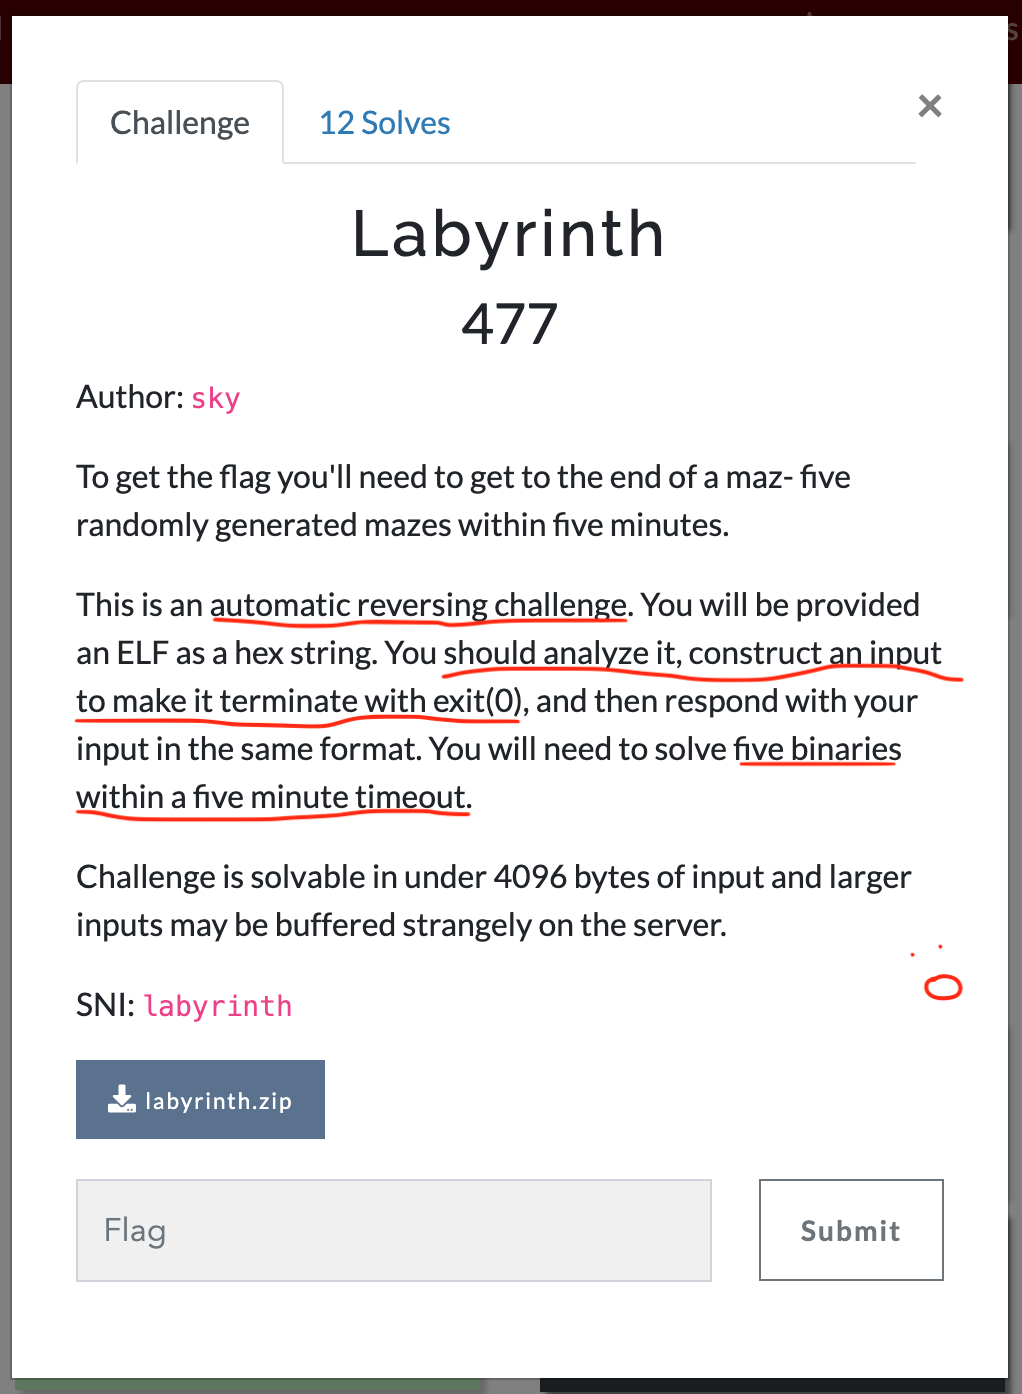 Challenge
12 Solves
×
Labyrinth
477
Author: sky
To get the flag you'll need to get to the end of a maz- five
randomly generated mazes within five minutes.
This is an automatic reversing challenge. You will be provided
an ELF as a hex string. You should analyze it, construct an input
to make it terminate with exit(0), and then respond with your
input in the same format. You will need to solve five binaries
within a five minute timeout.
Challenge is solvable in under 4096 bytes of input and larger
inputs may be buffered strangely on the server.
SNI: labyrinth
labyrinth.zip
Flag
Submit